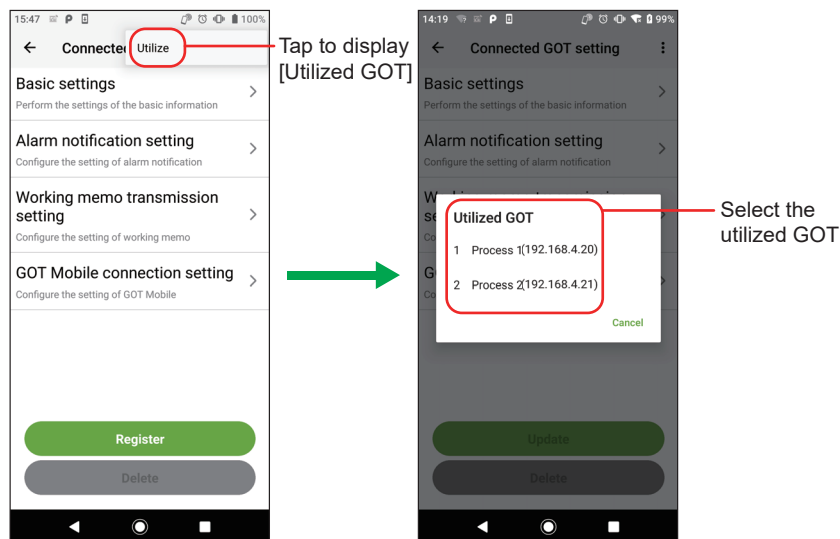 15:47
100%
Connected
Utilize
Basic settings
Perform the settings of the basic information
Alarm notification setting
Configure the setting of alarm notification
Working memo transmission
setting
Configure the setting of working memo
GOT Mobile connection setting
Configure the setting of GOT Mobile
Register
Delete
Tap to display
[Utilized GOT]
14:19
99%
Connected GOT setting
Basic settings
Perform the settings of the basic information
Alarm notification setting
Configure the setting of alarm notification
Utilized GOT
1 Process 1(192.168.4.20)
2 Process 2(192.168.4.21)
Cancel
Update
Delete
Select the
utilized GOT